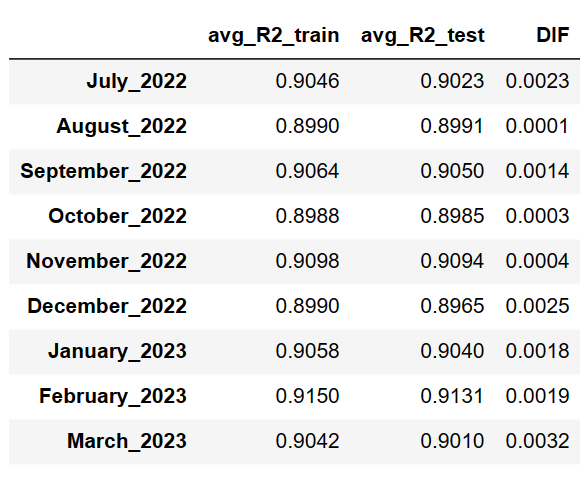 avg_R2_train avg_R2_test DIF
July_2022 0.9046 0.9023 0.0023
August_2022 0.8990 0.8991 0.0001
September_2022 0.9064 0.9050 0.0014
October_2022 0.8988 0.8985 0.0003
November_2022 0.9098 0.9094 0.0004
December_2022 0.8990 0.8965 0.0025
January_2023 0.9058 0.9040 0.0018
February_2023 0.9150 0.9131 0.0019
March_2023 0.9042 0.9010 0.0032